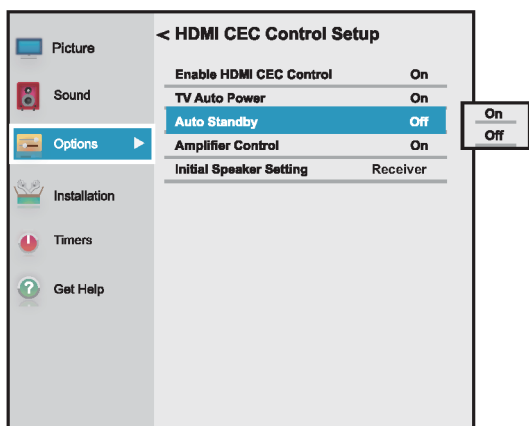 Picture
Sound
Options
Installation
Timers
Get Help
< HDMI CEC Control Setup
Enable HDMI CEC Control On
TV Auto Power On
Auto Standby Off
Amplifier Control On
Initial Speaker Setting Receiver
On
Off